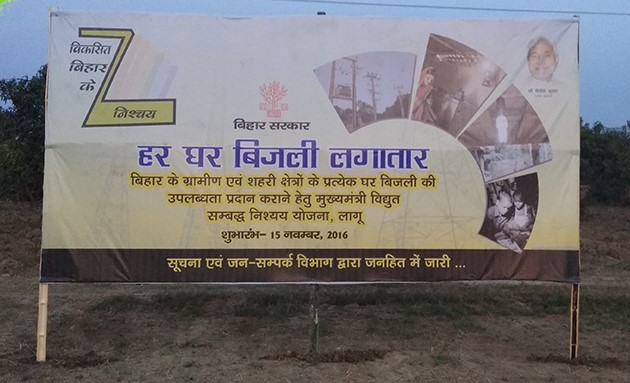 विकसित
बिहार
के
7
निश्चय
बिहार सरकार
हर घर बिजली लगातार
बिहार के ग्रामीण एवं शहरी क्षेत्रों के प्रत्येक घर बिजली की
उपलब्धता प्रदान कराने हेतु मुख्यमंत्री विद्युत
सम्बद्ध निश्चय योजना, लागू
शुभारंभ- 15 नवम्बर, 2016
सूचना एवं जन-सम्पर्क विभाग द्वारा जनहित में जारी ...